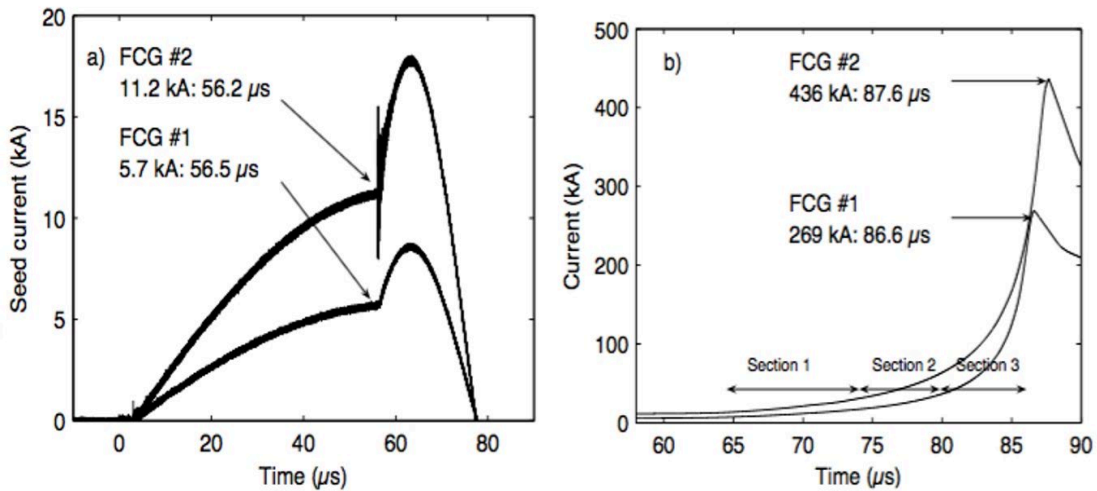 a)
FCG #2
11.2 kA: 56.2 µs
FCG #1
5.7 kA: 56.5 µs
Seed current (kA)
20
15
10
5
0
0 20 40 60 80
Time (µs)
b)
FCG #2
436 kA: 87.6 µs
FCG #1
269 kA: 86.6 µs
Section 1 Section 2 Section 3
Current (kA)
500
400
300
200
100
0
60 65 70 75 80 85 90
Time (µs)